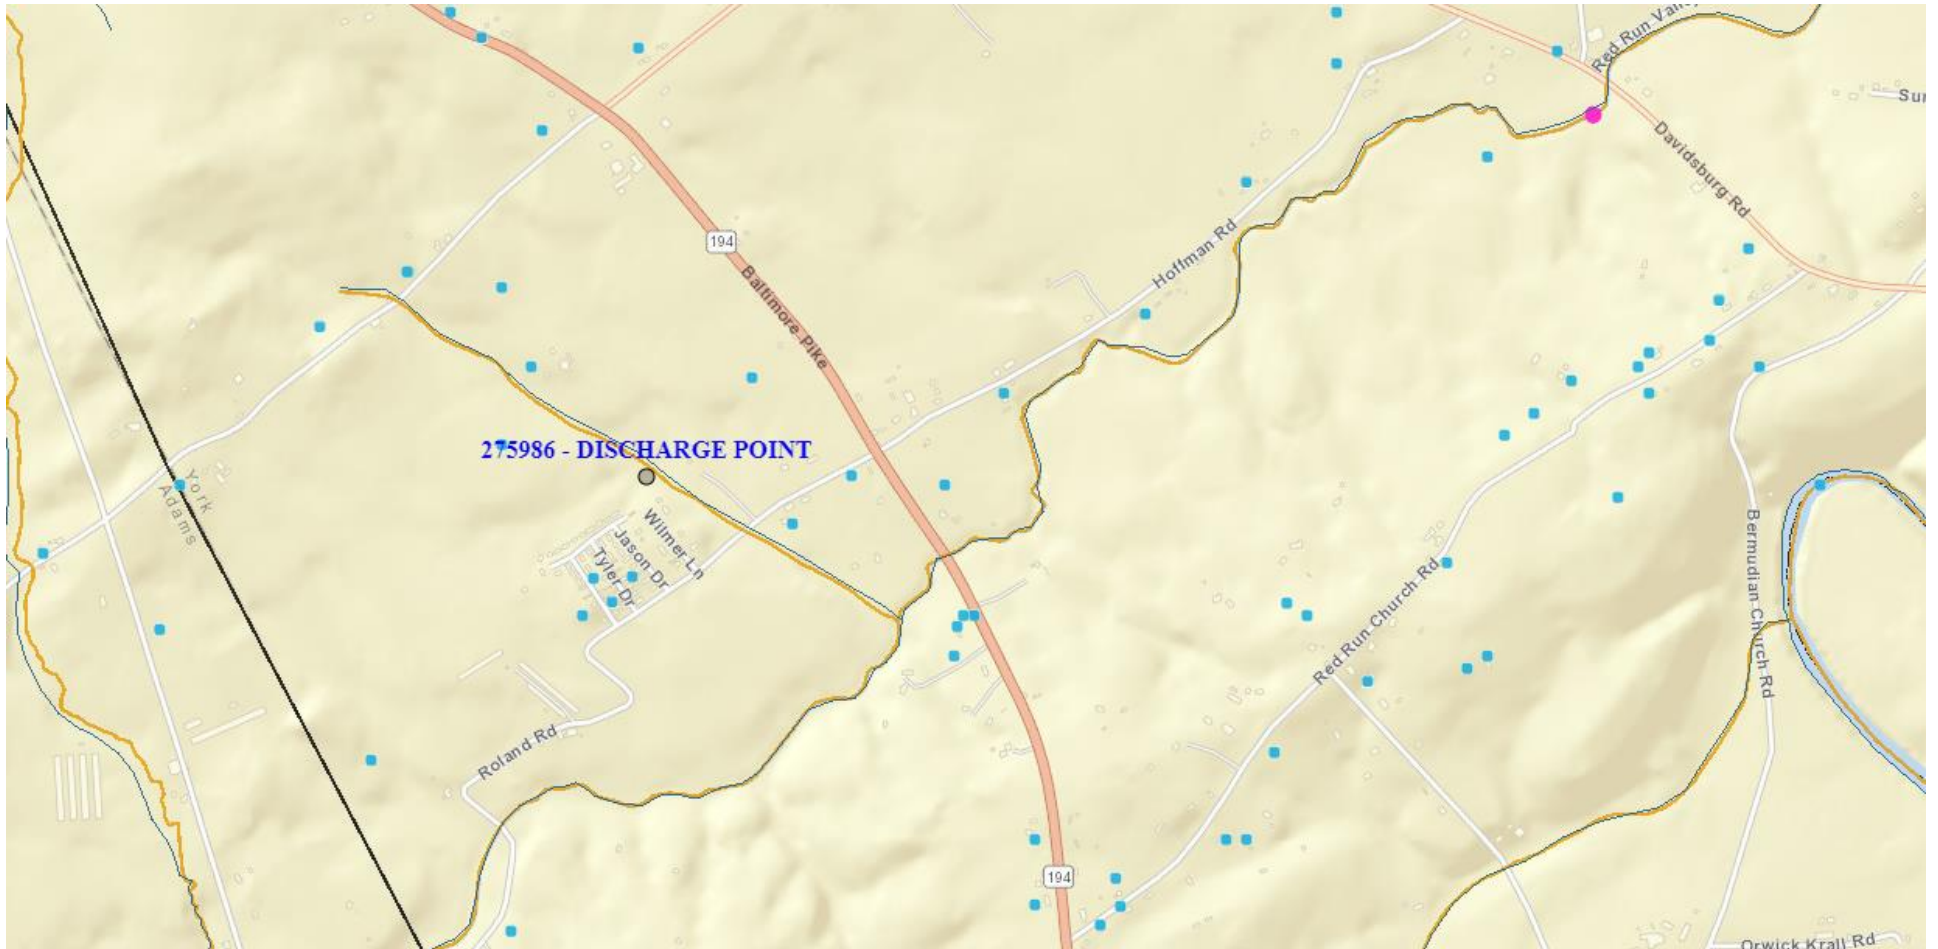 Red Run Valley
Sur
Davidsburg Rd
194
Hoffman Rd
Baltimore Pike
275986 - DISCHARGE POINT
York
Adams
Wilmer Ln
Jason Dr
Tyler Dr
Bermudian Church Rd
Red Run Church Rd
Roland Rd
194
Orwick Krall Rd